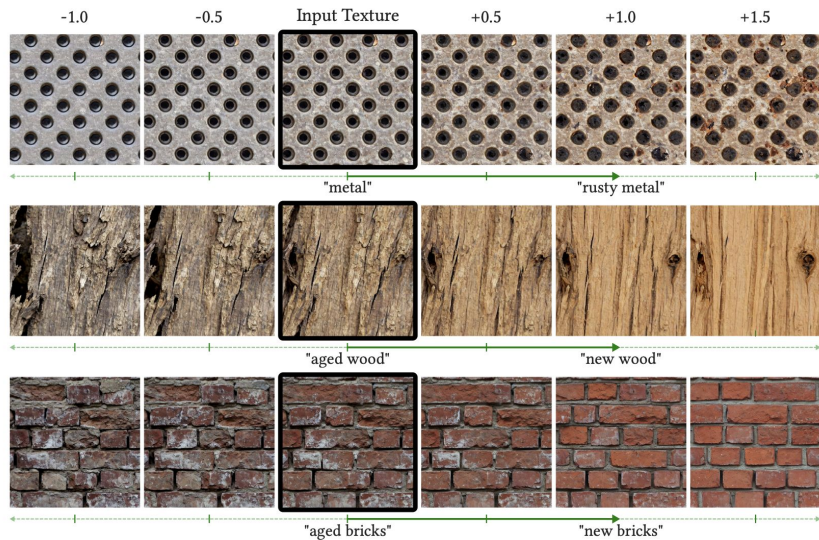 -1.0 -0.5 Input Texture +0.5 +1.0 +1.5
"metal" "rusty metal"
"aged wood" "new wood"
"aged bricks" "new bricks"